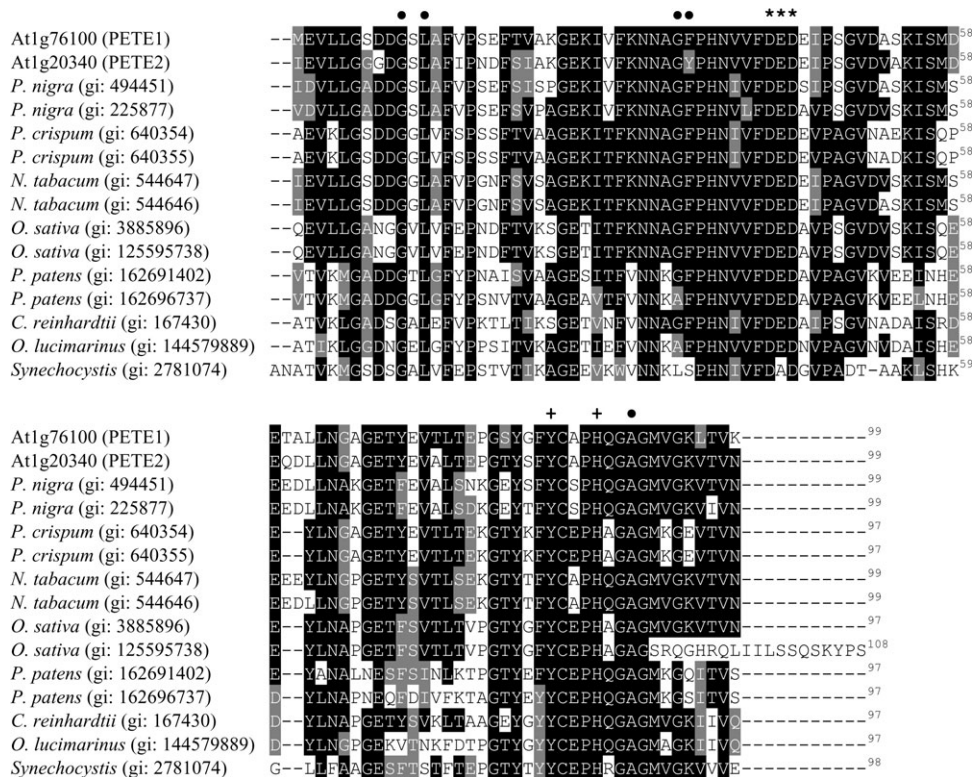 ● ● ●● ***
At1g76100 (PETE1) --MEVLLGSDDGSLAFVPSEFTVAKGEKIVFKNNAGFPHNVVFDEDEIPSGVDASKISMD 58
At1g20340 (PETE2) --IEVLLGGGDGSLAFIPNDFSIAKGEKIVFKNNAGYPHNVVFDEDEIPSGVDVAKISMD 58
P. nigra (gi: 494451) --IDVLLGADDGSLAFVPSEFSISPGEKIVFKNNAGFPHNIVFDEDSIPSGVDASKISMS 58
P. nigra (gi: 225877) --VDVLLGADDGSLAFVPSEFSVPAGEKIVFKNNAGFPHNVLFDEDAVPSGVDVSKISMS 58
P. crispum (gi: 640354) --AEVKLGSDDGGLVFSPSSFTVAAGEKITFKNNAGFPHNIVFDEDEVPAGVNAEKISQP 58
P. crispum (gi: 640355) --AEVKLGSDDGGLVFSPSSFTVAAGEKITFKNNAGFPHNIVFDEDEVPAGVNADKISQP 58
N. tabacum (gi: 544647) --IEVLLGSDDGGLAFVPGNFSVSAGEKITFKNNAGFPHNVVFDEDEIPAGVDVSKISMS 58
N. tabacum (gi: 544646) --IEVLLGSDDGGLAFVPGNFSVSAGEKITFKNNAGFPHNVVFDEDEIPAGVDASKISMS 58
O. sativa (gi: 3885896) --QEVLLGANGGVLVFEPNDFTVKSGETITFKNNAGFPHNVVFDEDEVPSGVDVSKISQE 58
O. sativa (gi: 125595738) --QEVLLGANGGVLVFEPNDFTVKSGETITFKNNAGFPHNVVFDEDEVPSGVDVSKISQE 58
P. patens (gi: 162691402) --VTVKMGADDGTLGFYPNAISVAAGESITFVNNKGFPHNVVFDEDAVPAGVKVEEINHE 58
P. patens (gi: 162696737) --VTVKMGADDGGLGFYPSNVTVAAGEAVTFVNNKAFPHNVVFDEDAVPAGVKVEELNHE 58
C. reinhardtii (gi: 167430) --ATVKLGADSGALEFVPKTLTIKSGETVNFVNNAGFPHNIVFDEDAIPSGVNADAISRD 58
O. lucimarinus (gi: 144579889) --ATIKLGDNGELGFYPPSITVKAGETIEFVNNKAFPHNVVFDEDAVPAGVNVDAISHE 58
Synechocystis (gi: 2781074) ANATVKMGSDSGALVFEPSTVTIKAGEEVKWVNNKLSPHNIVFDADGVPADT-AAKLSHK 59
+ + ●
At1g76100 (PETE1) ETALLNGAGETYEVTLTEPGSYGFYCAPHQGAGMVGKLTVK----------- 99
At1g20340 (PETE2) EQDLLNGAGETYEVALTEPGTYSFYCAPHQGAGMVGKVTVN----------- 99
P. nigra (gi: 494451) EEDLLNAKGETFEVALSNKGEYSFYCSPHQGAGMVGKVTVN----------- 99
P. nigra (gi: 225877) EEDLLNAKGETFEVALSDKGEYTFYCSPHQGAGMVGKVIVN----------- 99
P. crispum (gi: 640354) E--YLNGAGETYEVTLTEKGTYKFYCEPHAGAGMKGEVTVN----------- 97
P. crispum (gi: 640355) E--YLNGAGETYEVTLTEKGTYKFYCEPHAGAGMKGEVTVN----------- 97
N. tabacum (gi: 544647) EEEYLNGPGETYSVTLSEKGTYTFYCAPHQGAGMVGKVTVN----------- 99
N. tabacum (gi: 544646) EEDLLNGPGETYSVTLSEKGTYTFYCAPHQGAGMVGKVTVN----------- 99
O. sativa (gi: 3885896) E--YLNAPGETFSVTLTVPGTYGFYCEPHQGAGMVGKVTVN----------- 97
O. sativa (gi: 125595738) E--YLNAPGETFSVTLTVPGTYGFYCEPHAGAGSRQGHRQLIIILSSQSKYPS 108
P. patens (gi: 162691402) E--YANALNESFSINLKTPGTYEFYCEPHQGAGMKGQITVS----------- 97
P. patens (gi: 162696737) D--YLNAPNEQFDIVFKTAGTYEYYCEPHQGAGMKGSITVS----------- 97
C. reinhardtii (gi: 167430) D--YLNAPGETYSVKLTAAGEYGYYCEPHQGAGMVGKIIVQ----------- 97
O. lucimarinus (gi: 144579889) D--YLNGPGEKVTNKFDTPGTYGYYCEPHQGAGMAGKIIVQ----------- 97
Synechocystis (gi: 2781074) G--LLFAAGESFTSTFTEPGTYTYYCEPHRGAGMVGKVVVE----------- 98